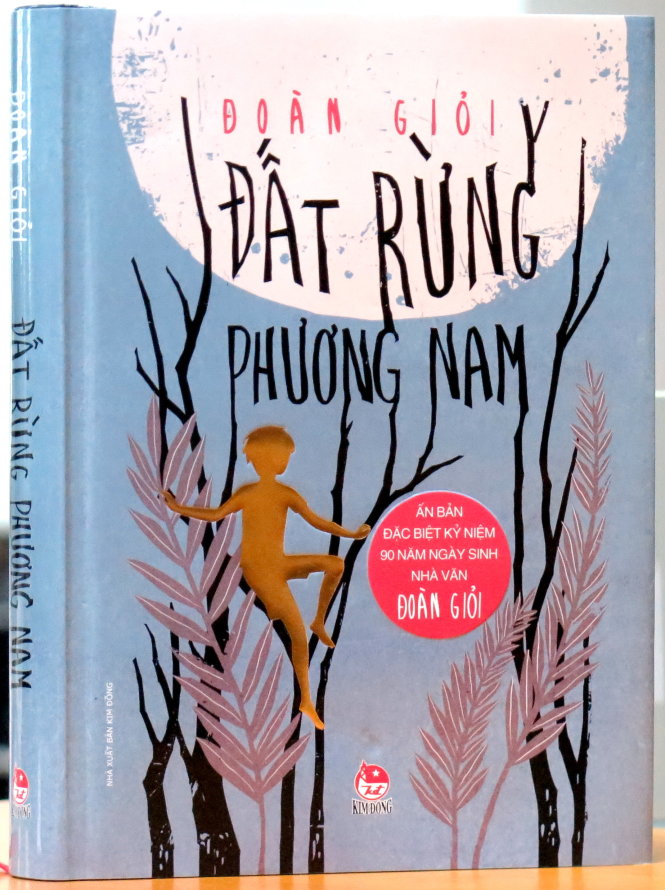 ĐOÀN GIỎI
ĐẤT RỪNG
PHƯƠNG NAM
ẤN BẢN
ĐẶC BIỆT KỶ NIỆM
90 NĂM NGÀY SINH
NHÀ VĂN
ĐOÀN GIỎI
NHÀ XUẤT BẢN KIM ĐỒNG
KIM ĐỒNG
ĐOÀN GIỎI
ĐẤT RỪNG PHƯƠNG NAM
KIM ĐỒNG